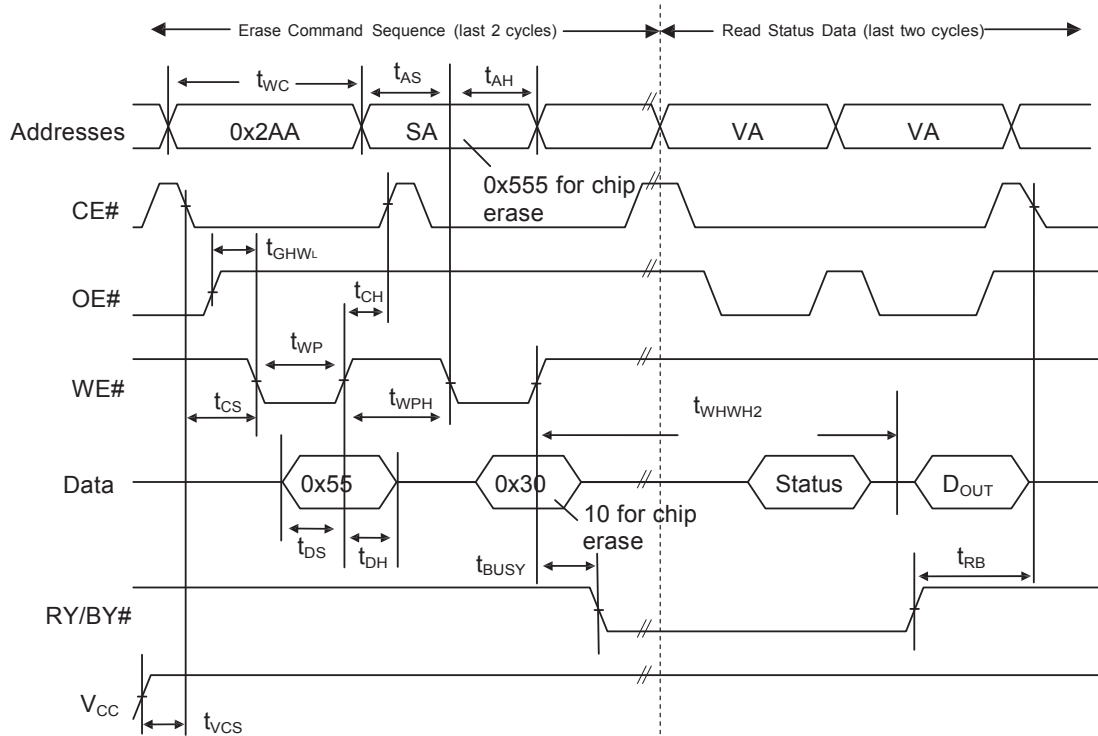 Erase Command Sequence (last 2 cycles)
Read Status Data (last two cycles)
tWC
tAS
tAH
Addresses
0x2AA
SA
VA
VA
0x555 for chip
erase
CE#
tGHWL
OE#
tCH
tWP
WE#
tCS
tWPH
tWHWH2
Data
0x55
0x30
Status
DOUT
10 for chip
erase
tDS
tDH
tBUSY
tRB
RY/BY#
VCC
tVCS